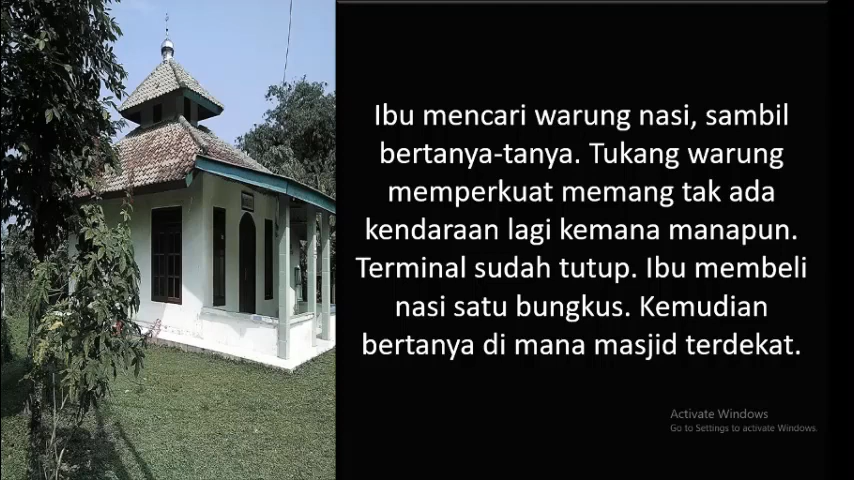 Ibu mencari warung nasi, sambil
bertanya-tanya. Tukang warung
memperkuat memang tak ada
kendaraan lagi kemana manapun.
Terminal sudah tutup. Ibu membeli
nasi satu bungkus. Kemudian
bertanya di mana masjid terdekat.
Activate Windows
Go to Settings to activate Windows.